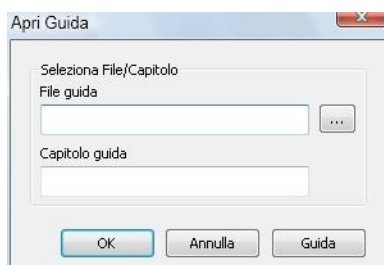 Apri Guida
Seleziona File/Capitolo
File guida
...
Capitolo guida
OK Annulla Guida